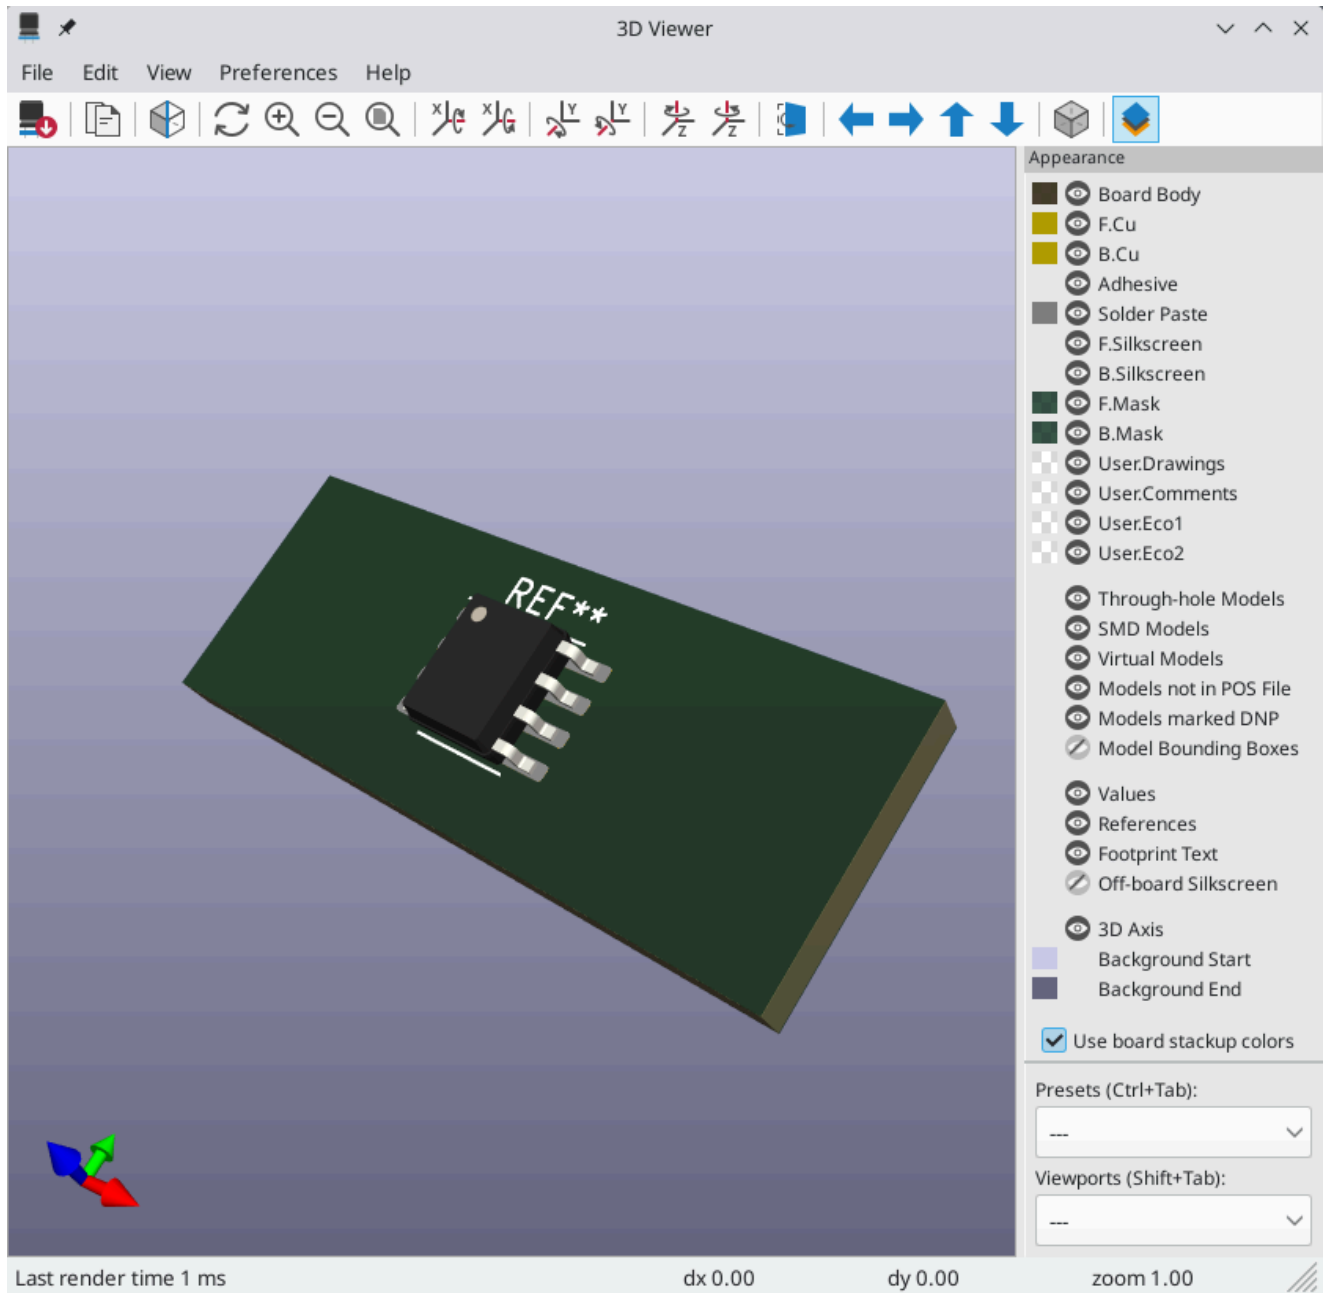 3D Viewer
File Edit View Preferences Help
X X Y Y Z Z
Appearance
Board Body
F.Cu
B.Cu
Adhesive
Solder Paste
F.Silkscreen
B.Silkscreen
F.Mask
B.Mask
User.Drawings
User.Comments
User.Eco1
User.Eco2
Through-hole Models
SMD Models
Virtual Models
Models not in POS File
Models marked DNP
Model Bounding Boxes
Values
References
Footprint Text
Off-board Silkscreen
3D Axis
Background Start
Background End
Use board stackup colors
Presets (Ctrl+Tab):
---
Viewports (Shift+Tab):
---
REF**
Last render time 1 ms dx 0.00 dy 0.00 zoom 1.00